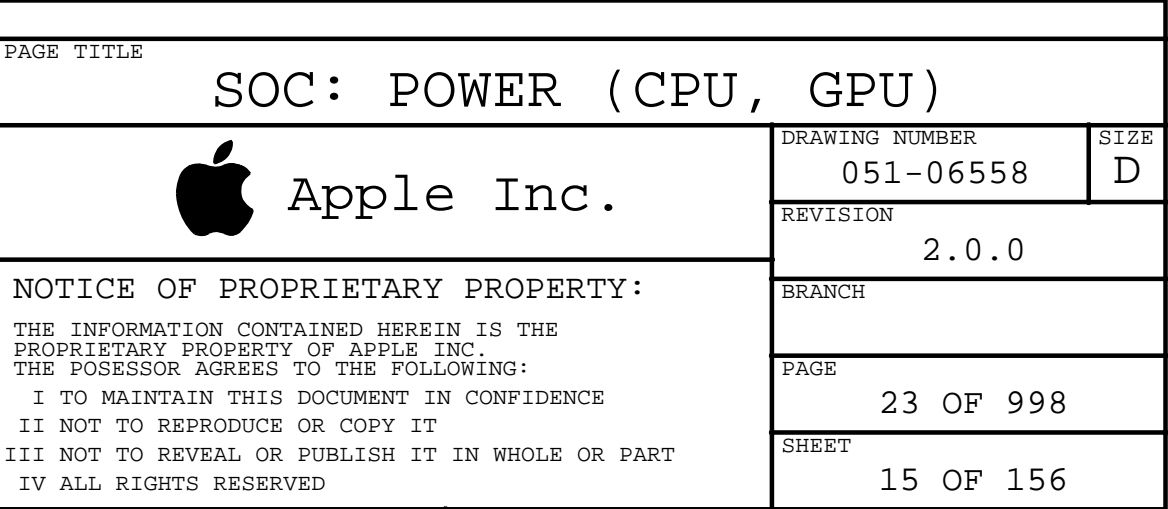 PAGE TITLE
SOC: POWER (CPU, GPU)
Apple Inc.
DRAWING NUMBER
051-06558
SIZE
D
REVISION
2.0.0
NOTICE OF PROPRIETARY PROPERTY:
THE INFORMATION CONTAINED HEREIN IS THE
PROPRIETARY PROPERTY OF APPLE INC.
THE POSESSOR AGREES TO THE FOLLOWING:
I TO MAINTAIN THIS DOCUMENT IN CONFIDENCE
II NOT TO REPRODUCE OR COPY IT
III NOT TO REVEAL OR PUBLISH IT IN WHOLE OR PART
IV ALL RIGHTS RESERVED
BRANCH
PAGE
23 OF 998
SHEET
15 OF 156